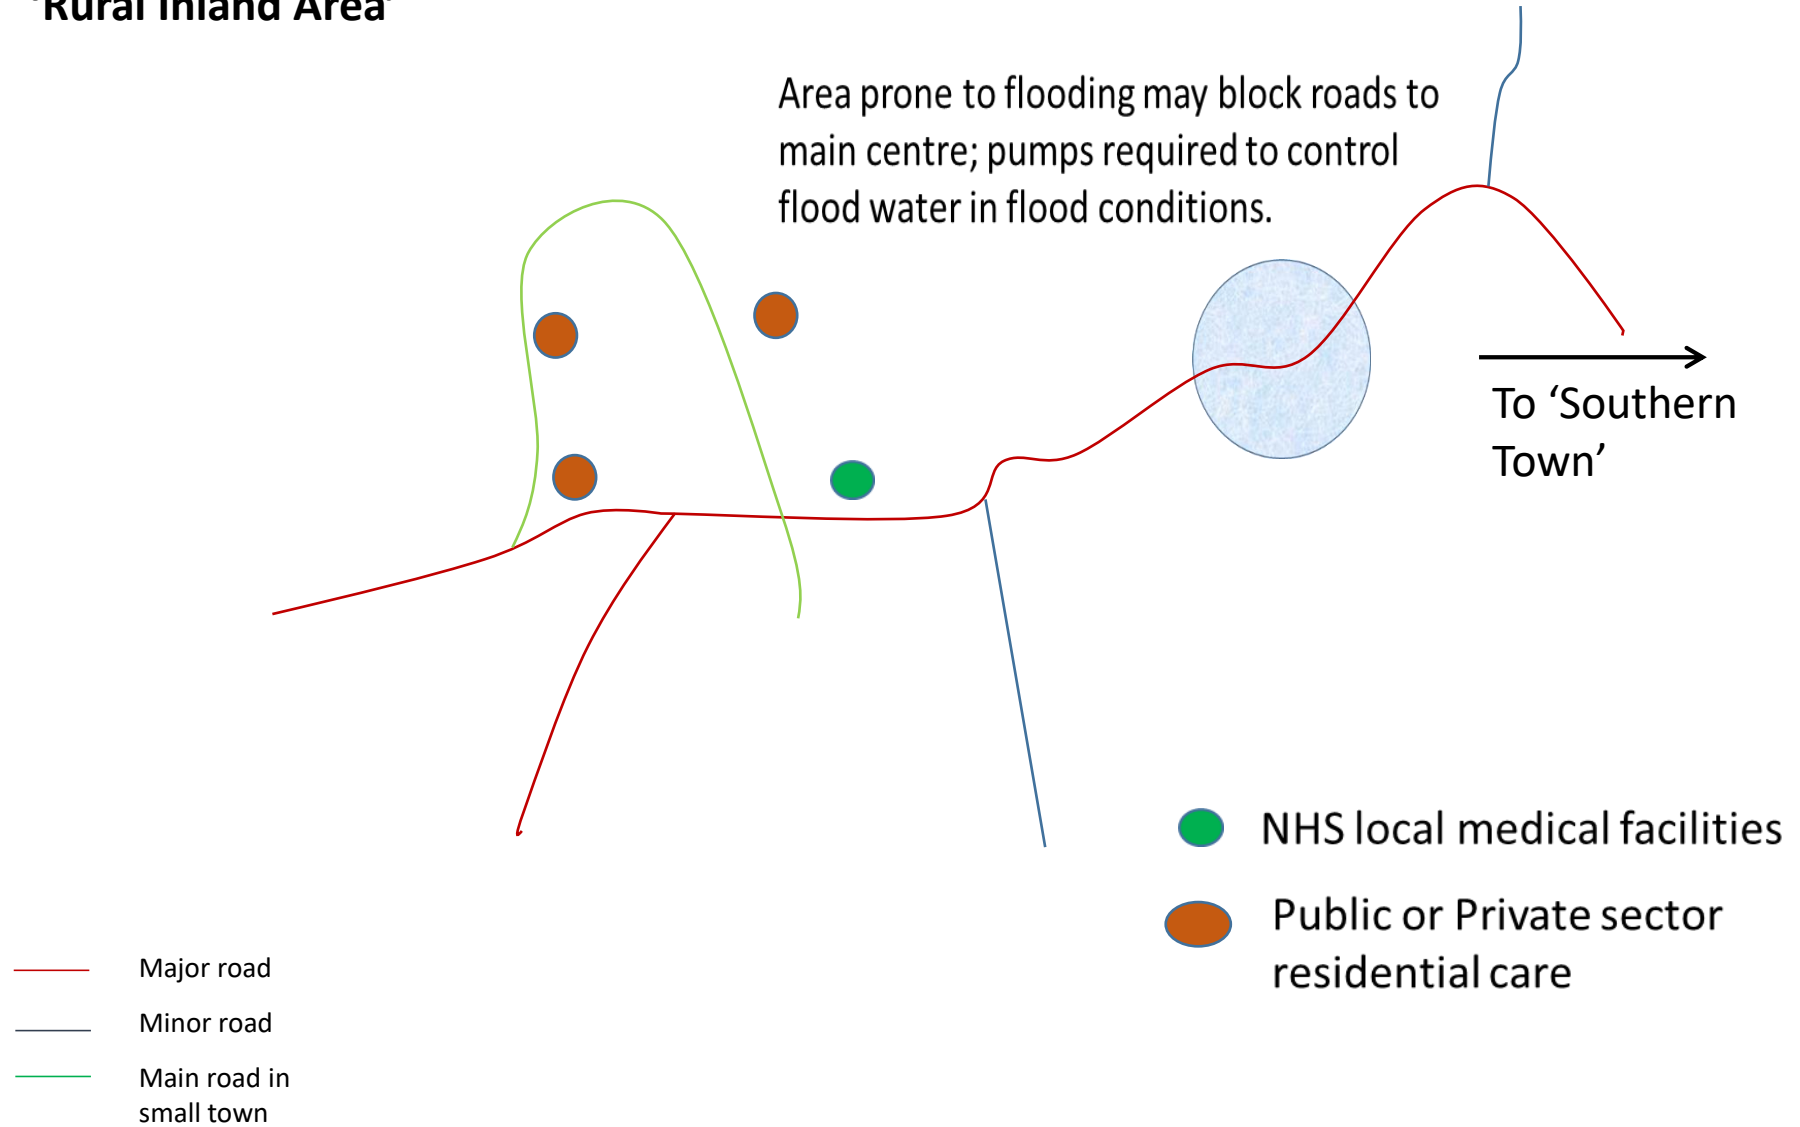 'Rural Inland Area'
Area prone to flooding may block roads to
main centre; pumps required to control
flood water in flood conditions.
To ‘Southern
Town’
NHS local medical facilities
Public or Private sector
residential care
Major road
Minor road
Main road in
small town